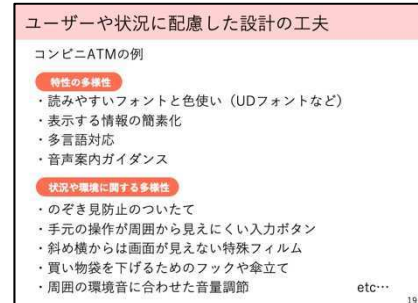 ユーザーや状況に配慮した設計の工夫
コンビニATMの例
特性の多様性
・読みやすいフォントと色使い（UDフォントなど）
・表示する情報の簡素化
・多言語対応
・音声案内ガイダンス
状況や環境に関する多様性
・のぞき見防止のついたて
・手元の操作が周囲から見えにくい入力ボタン
・斜め横からは画面が見えない特殊フィルム
・買い物袋を下げるためのフックや傘立て
・周囲の環境音に合わせた音量調節 etc…
19